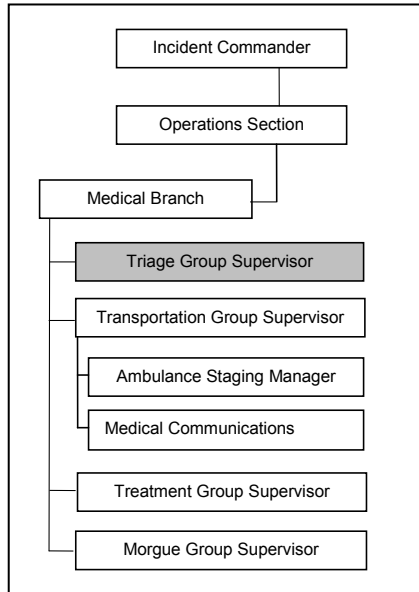 Incident Commander
Operations Section
Medical Branch
Triage Group Supervisor
Transportation Group Supervisor
Ambulance Staging Manager
Medical Communications
Treatment Group Supervisor
Morgue Group Supervisor